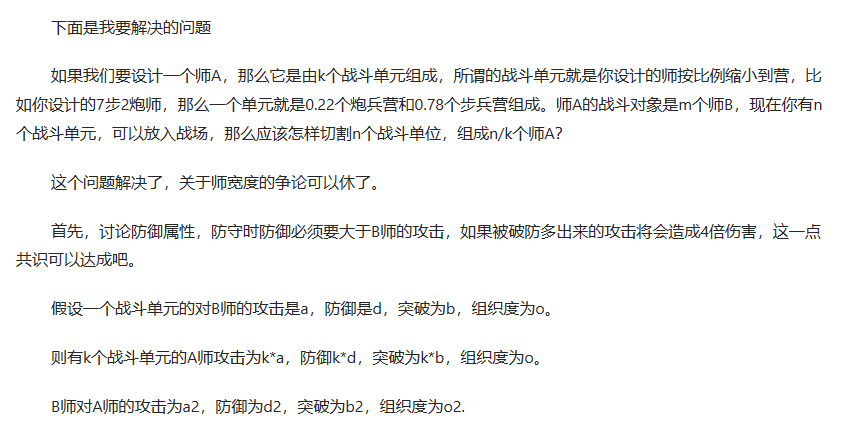 下面是我要解决的问题
如果我们要设计一个师A，那么它是由k个战斗单元组成，所谓的战斗单元就是你设计的师按比例缩小到营，比
如你设计的7步2炮师，那么一个单元就是0.22个炮兵营和0.78个步兵营组成。师A的战斗对象是m个师B，现在你有n
个战斗单元，可以放入战场，那么应该怎样切割n个战斗单位，组成n/k个师A？
这个问题解决了，关于师宽度的争论可以休了。
首先，讨论防御属性，防守时防御必须要大于B师的攻击，如果被破防多出来的攻击将会造成4倍伤害，这一点
共识可以达成吧。
假设一个战斗单元的对B师的攻击是a，防御是d，突破为b，组织度为o。
则有k个战斗单元的A师攻击为k*a，防御k*d，突破为k*b，组织度为o。
B师对A师的攻击为a2，防御为d2，突破为b2，组织度为o2.